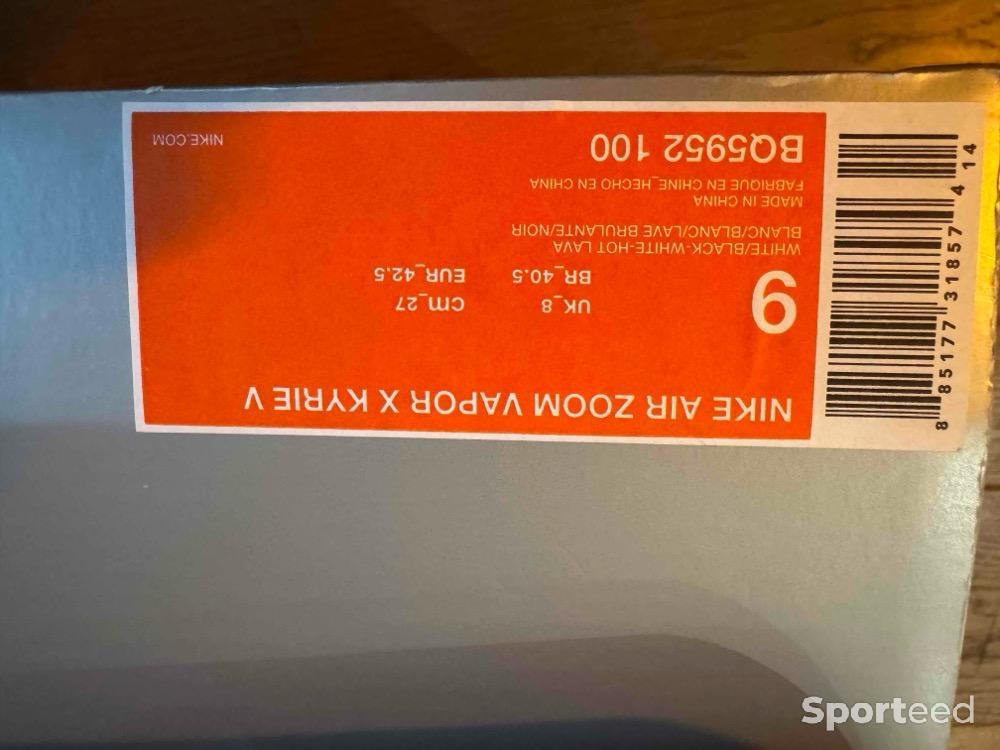 NIKE AIR ZOOM VAPOR X KYRIE V
9
UK_8 cm_27
BR_40.5 EUR_42.5
WHITE/BLACK-WHITE-HOT LAVA
BLANC/BLANC/LAVE BRULANTE/NOIR
MADE IN CHINA
FABRIQUE EN CHINE_HECHO EN CHINA
BQ5952 100
NIKE.COM
8 85177 31857 4 14
Sporteed